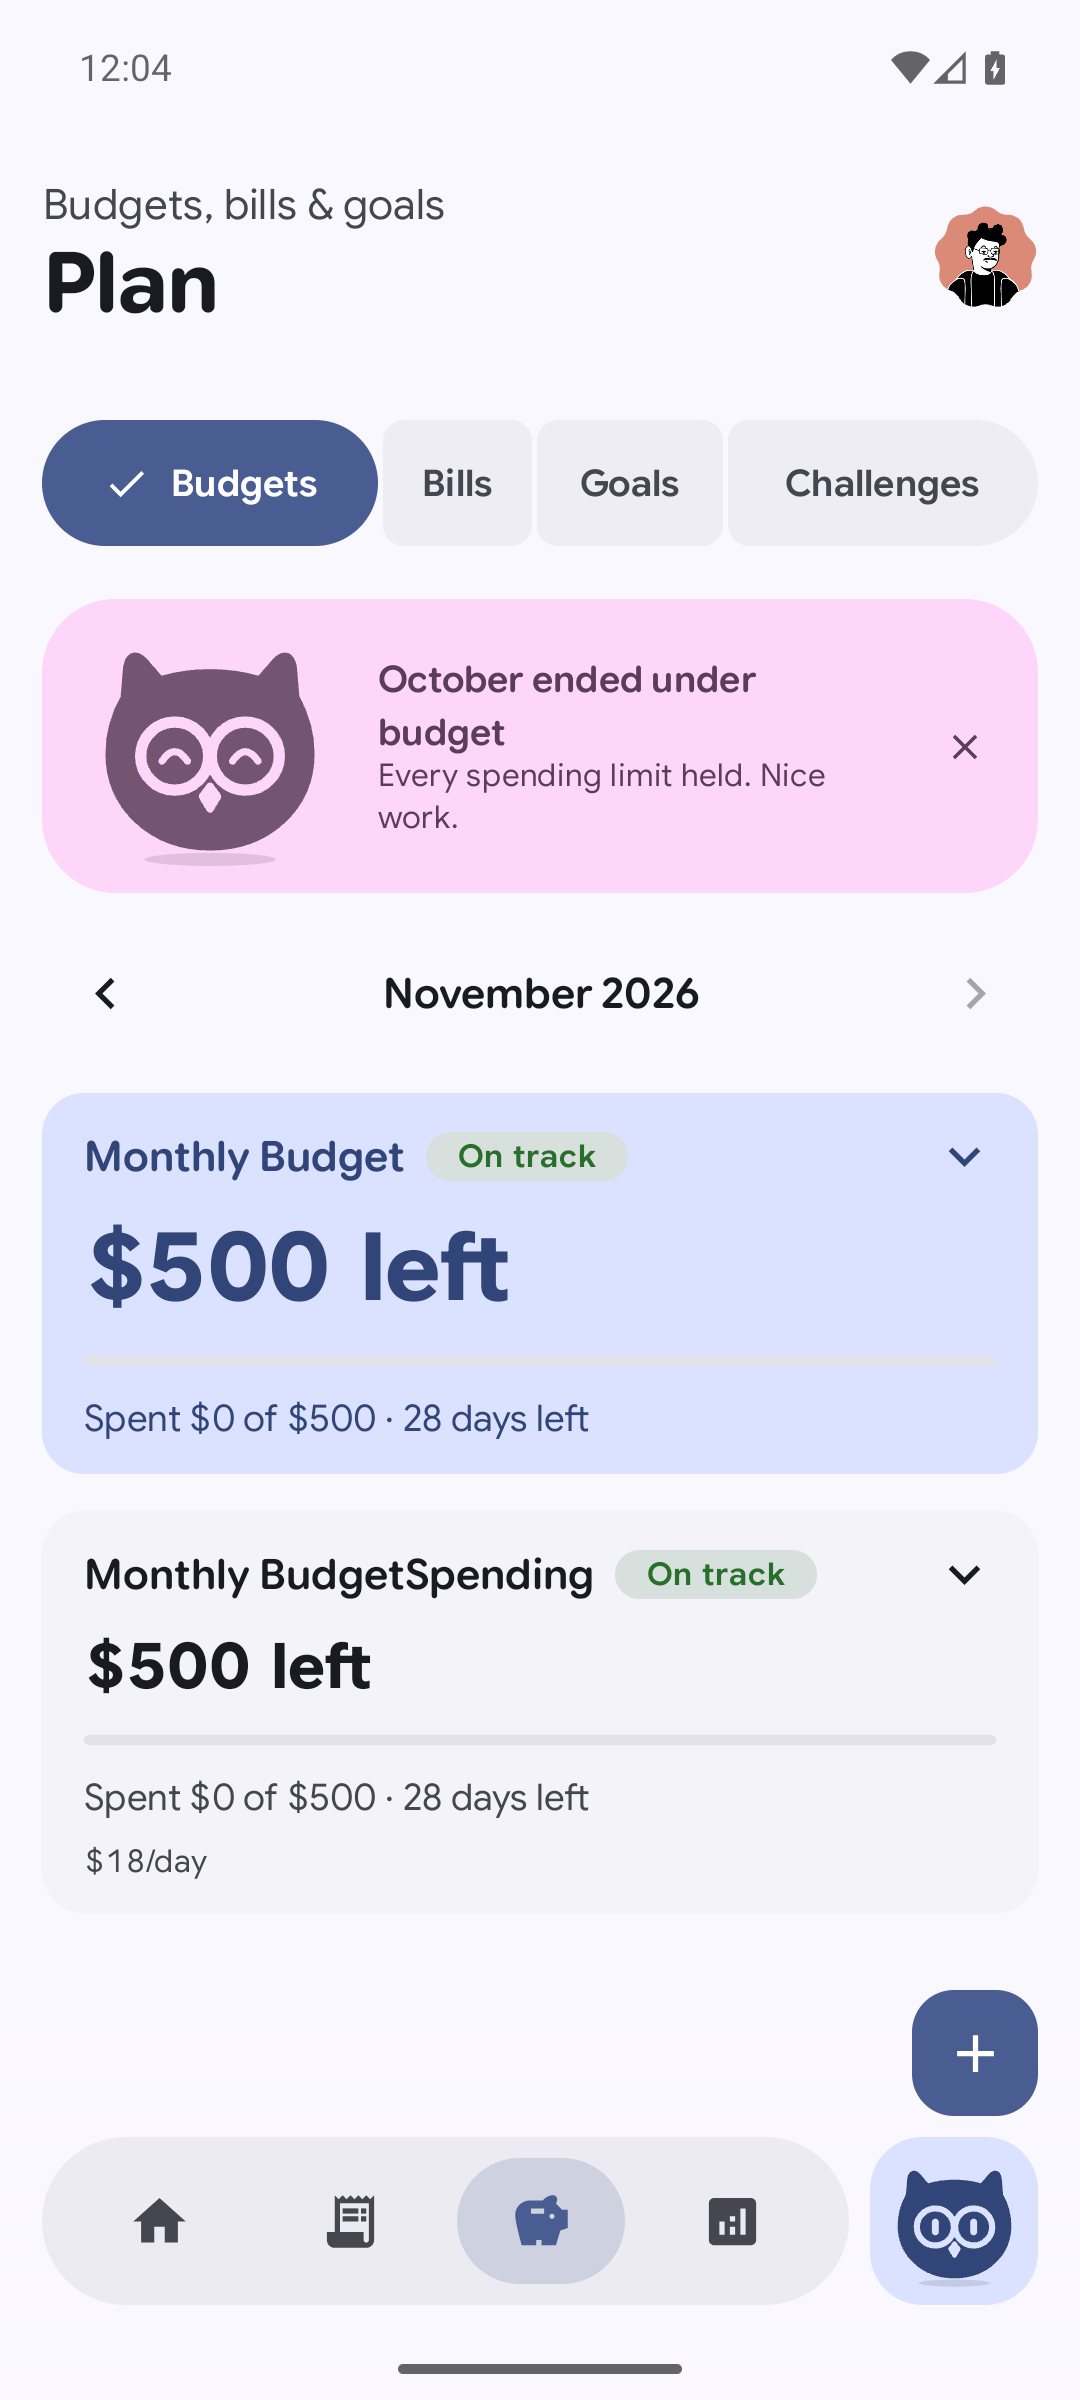 12:04
Budgets, bills & goals
Plan
Budgets
Bills
Goals
Challenges
October ended under
budget
Every spending limit held. Nice
work.
November 2026
Monthly Budget
On track
$500 left
Spent $0 of $500 · 28 days left
Monthly BudgetSpending
On track
$500 left
Spent $0 of $500 · 28 days left
$18/day